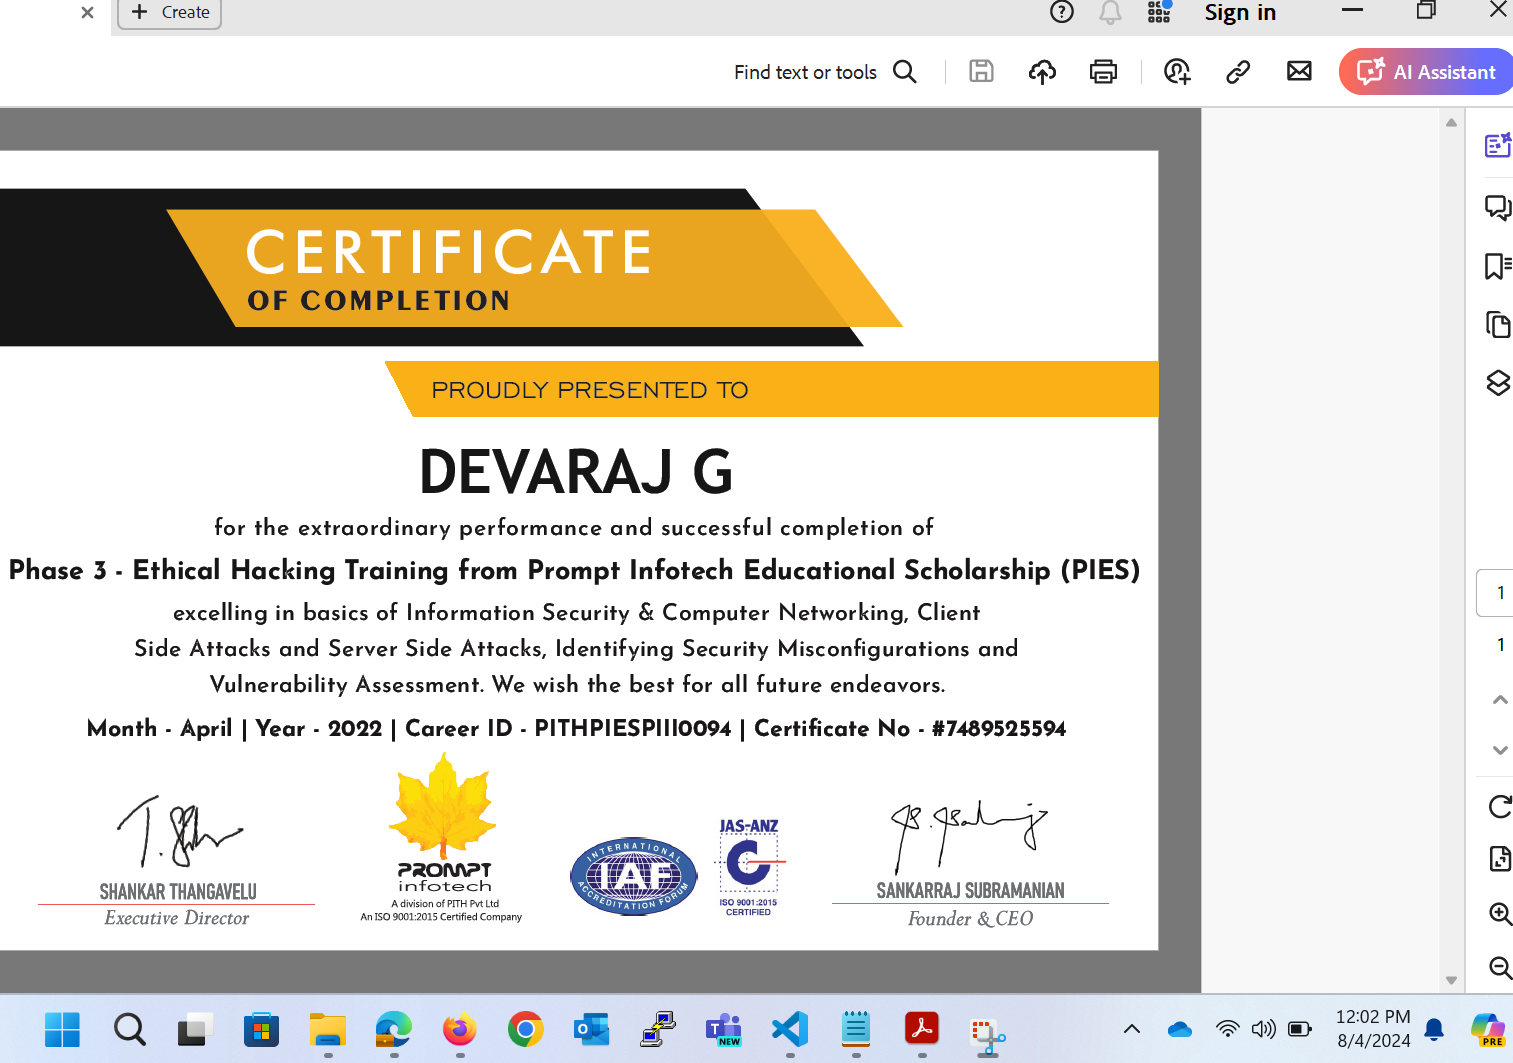 Create
Sign in
Find text or tools
AI Assistant
CERTIFICATE
OF COMPLETION
PROUDLY PRESENTED TO
DEVARAJ G
for the extraordinary performance and successful completion of
Phase 3 - Ethical Hacking Training from Prompt Infotech Educational Scholarship (PIES)
excelling in basics of Information Security & Computer Networking, Client
Side Attacks and Server Side Attacks, Identifying Security Misconfigurations and
Vulnerability Assessment. We wish the best for all future endeavors.
Month - April | Year - 2022 | Career ID - PITHPIESPIII0094 | Certificate No - #7489525594
SHANKAR THANGAVELU
Executive Director
PROMPT
infotech
A division of PITH Pvt Ltd
An ISO 9001:2015 Certified Company
INTERNATIONAL
IAF
ACCREDITATION FORUM
JAS-ANZ
C
ISO 9001:2015
CERTIFIED
SANKARRAJ SUBRAMANIAN
Founder & CEO
1
1
NEW
12:02 PM
8/4/2024
PRE